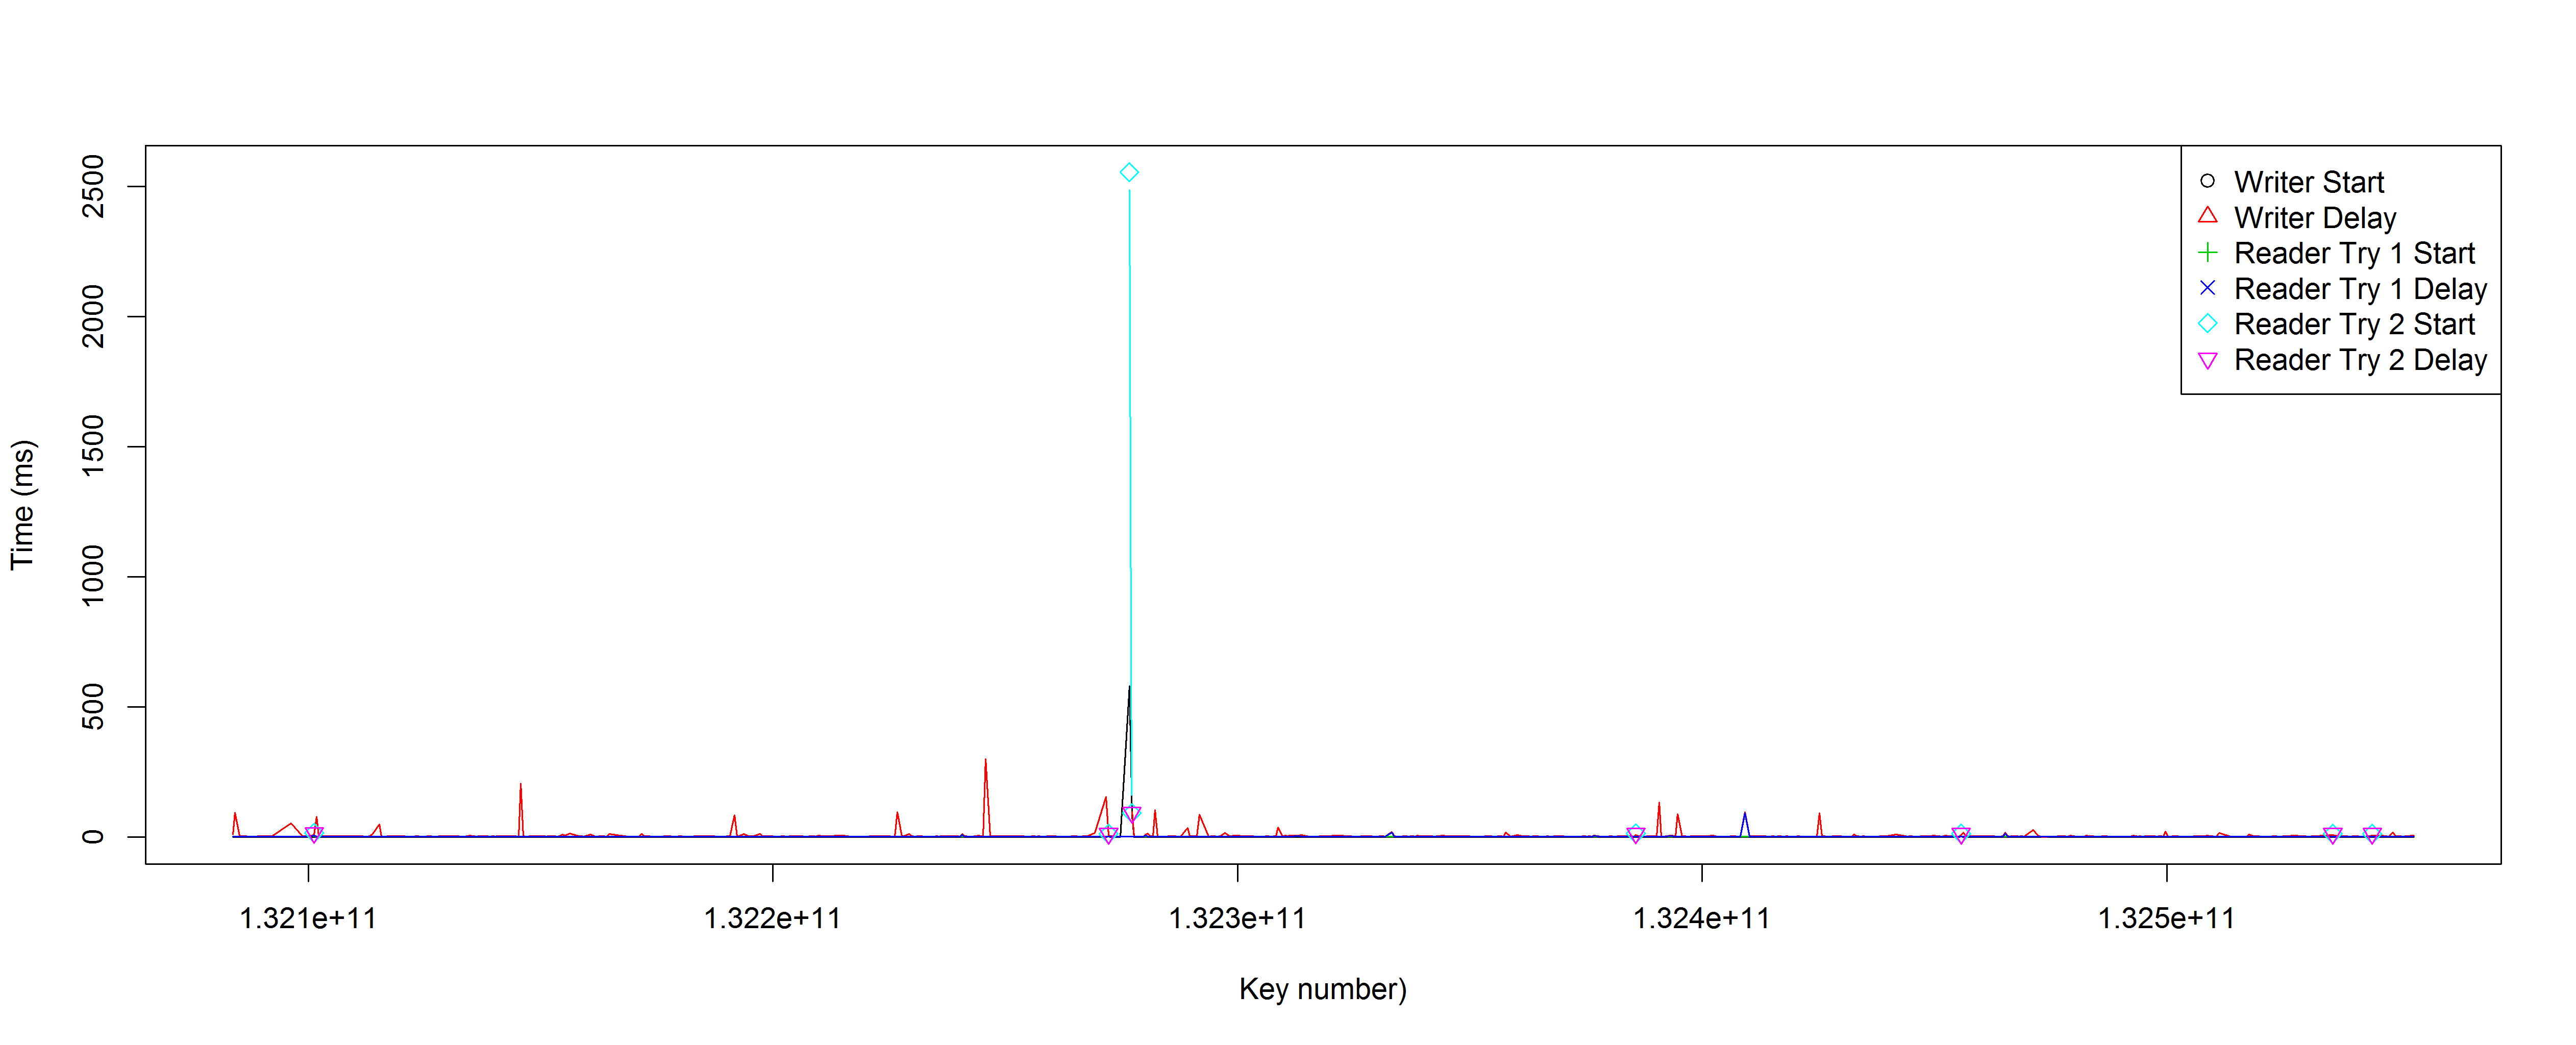 Writer Start
Writer Delay
Reader Try 1 Start
Reader Try 1 Delay
Reader Try 2 Start
Reader Try 2 Delay
Time (ms)
2500
2000
1500
1000
500
0
1.321e+11 1.322e+11 1.323e+11 1.324e+11 1.325e+11
Key number)